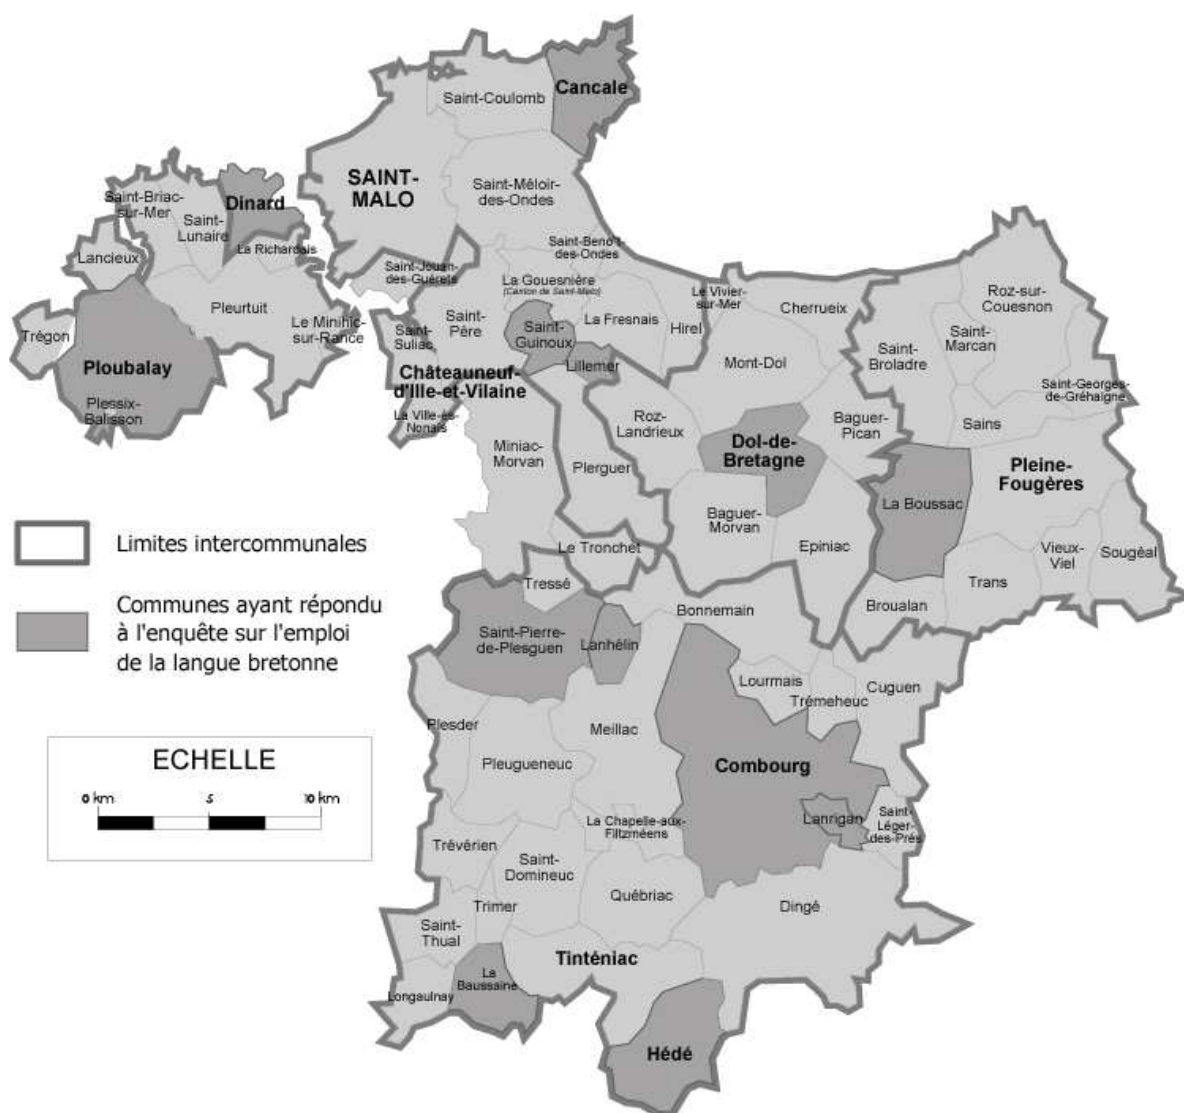 Cancale
Saint-Coulomb
SAINT-
MALO
Saint-Méloir-
des-Ondes
Saint-Briac-
sur-Mer
Dinard
Saint-
Lunaire
La Richardais
Lancieux
Saint-Beno t-
des-Ondes
Saint-Jouan-
des-Guérets
La Gouesnière
(Canton de Saint-Malo)
Le Vivier-
sur-Mer
Cherrueix
Roz-sur-
Couesnon
Pleurtuit
Le Minihic-
sur-Rance
Trégon
Saint-
Père
Saint-
Suliac
Saint-
Guinoux
La Fresnais
Hirel
Saint-
Marcan
Saint-
Broladre
Mont-Dol
Lillemer
Ploubalay
Châteauneuf-
d'Ille-et-Vilaine
Saint-Georges-
de-Gréhaigne
Plessix-
Balisson
La Ville-ès-
Nonais
Roz-
Landrieux
Baguer-
Pican
Sains
Dol-de-
Bretagne
Miniac-
Morvan
Plerguer
Pleine-
Fougères
La Boussac
Baguer-
Morvan
Epiniac
Vieux-
Viel
Sougéal
Limites intercommunales
Le Tronchet
Trans
Tressé
Broualan
Bonnemain
Communes ayant répondu
à l'enquête sur l'emploi
de la langue bretonne
Saint-Pierre-
de-Plesguen
Lanhélin
Lourmais
Trémeheuc
Cuguen
Plesder
Meillac
Pleugueneuc
Combourg
ECHELLE
0 km
5
10 km
La Chapelle-aux-
Filtzméens
Lanrigan
Saint-
Léger-
des-Prés
Trévérien
Saint-
Domineuc
Québriac
Dingé
Trimer
Saint-
Thual
Tinténiac
La
Baussaine
Longaulnay
Hédé